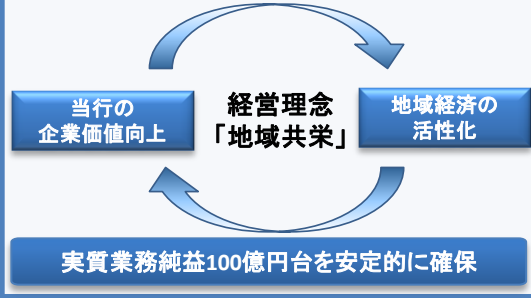 当行の
企業価値向上
経営理念
「地域共栄」
地域経済の
活性化
実質業務純益100億円台を安定的に確保